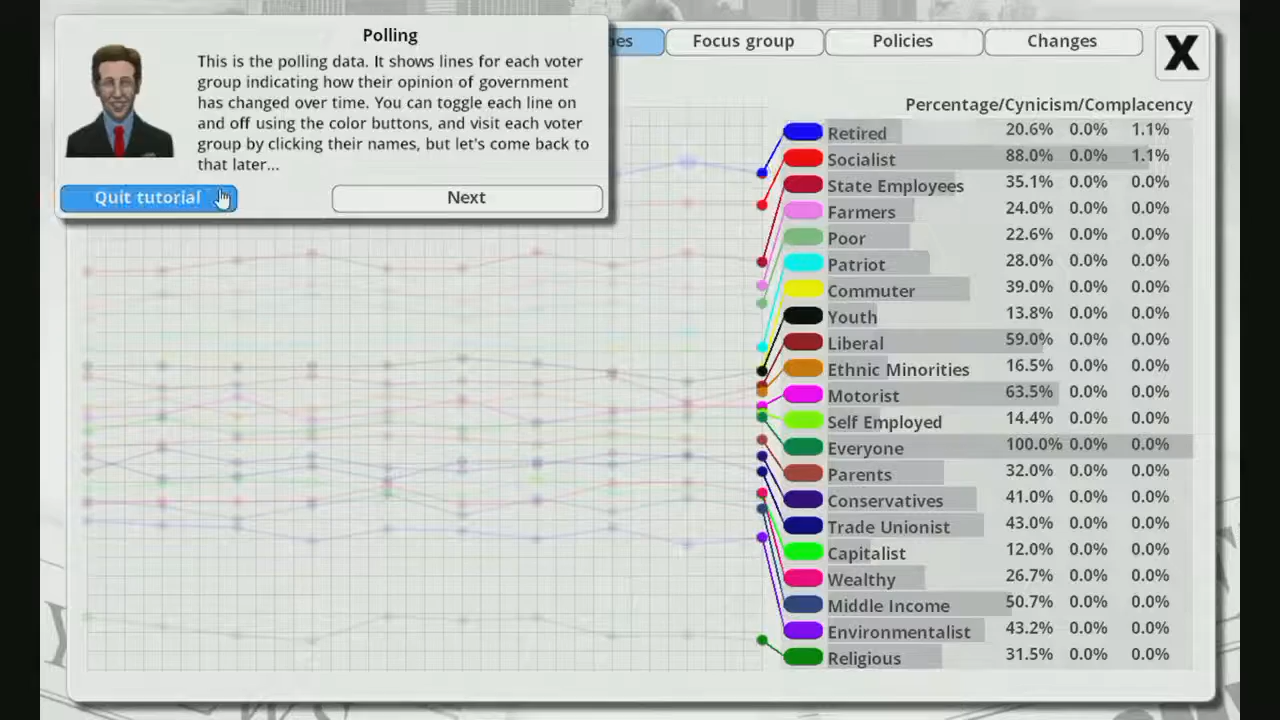 Polling
This is the polling data. It shows lines for each voter
group indicating how their opinion of government
has changed over time. You can toggle each line on
and off using the color buttons, and visit each voter
group by clicking their names, but let's come back to
that later...
Quit tutorial
Next
Focus group
Policies
Changes
X
Percentage/Cynicism/Complacency
Retired 20.6% 0.0% 1.1%
Socialist 88.0% 0.0% 1.1%
State Employees 35.1% 0.0% 0.0%
Farmers 24.0% 0.0% 0.0%
Poor 22.6% 0.0% 0.0%
Patriot 28.0% 0.0% 0.0%
Commuter 39.0% 0.0% 0.0%
Youth 13.8% 0.0% 0.0%
Liberal 59.0% 0.0% 0.0%
Ethnic Minorities 16.5% 0.0% 0.0%
Motorist 63.5% 0.0% 0.0%
Self Employed 14.4% 0.0% 0.0%
Everyone 100.0% 0.0% 0.0%
Parents 32.0% 0.0% 0.0%
Conservatives 41.0% 0.0% 0.0%
Trade Unionist 43.0% 0.0% 0.0%
Capitalist 12.0% 0.0% 0.0%
Wealthy 26.7% 0.0% 0.0%
Middle Income 50.7% 0.0% 0.0%
Environmentalist 43.2% 0.0% 0.0%
Religious 31.5% 0.0% 0.0%